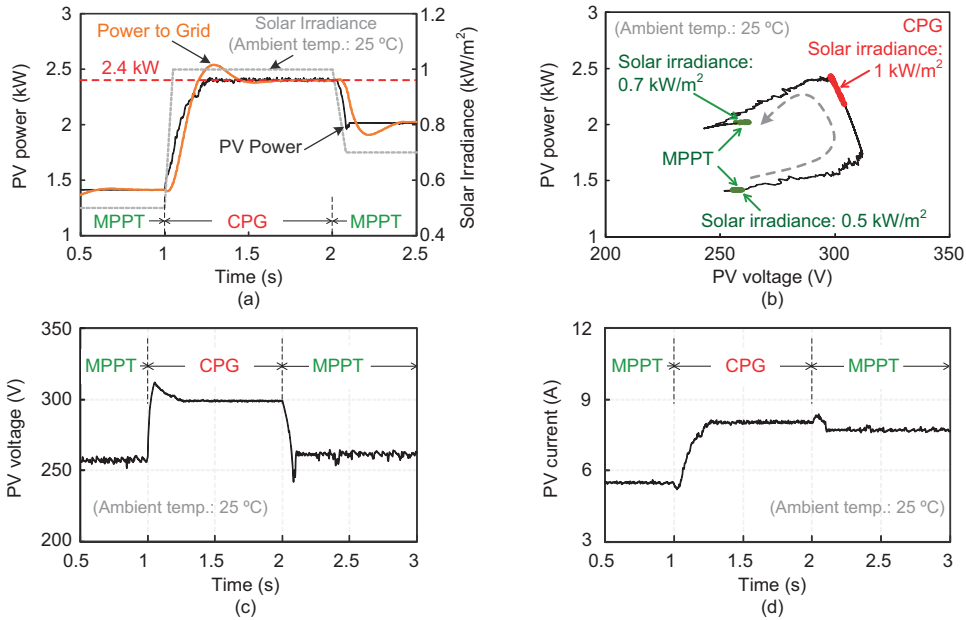 3
2.5
2
1.5
1
PV power (kW)
Power to Grid
Solar Irradiance
(Ambient temp.: 25 ºC)
2.4 kW
PV Power
MPPT
CPG
MPPT
0.5
1
1.5
2
2.5
Time (s)
1.2
1
0.8
0.6
0.4
Solar Irradiance (kW/m²)
(a)
3
2.5
2
1.5
1
PV power (kW)
(Ambient temp.: 25 ºC)
CPG
Solar irradiance:
1 kW/m²
Solar irradiance:
0.7 kW/m²
MPPT
Solar irradiance: 0.5 kW/m²
200
250
300
350
PV voltage (V)
(b)
350
300
250
200
PV voltage (V)
MPPT
CPG
MPPT
(Ambient temp.: 25 ºC)
0.5
1
1.5
2
2.5
3
Time (s)
(c)
12
9
6
3
PV current (A)
MPPT
CPG
MPPT
(Ambient temp.: 25 ºC)
0.5
1
1.5
2
2.5
3
Time (s)
(d)